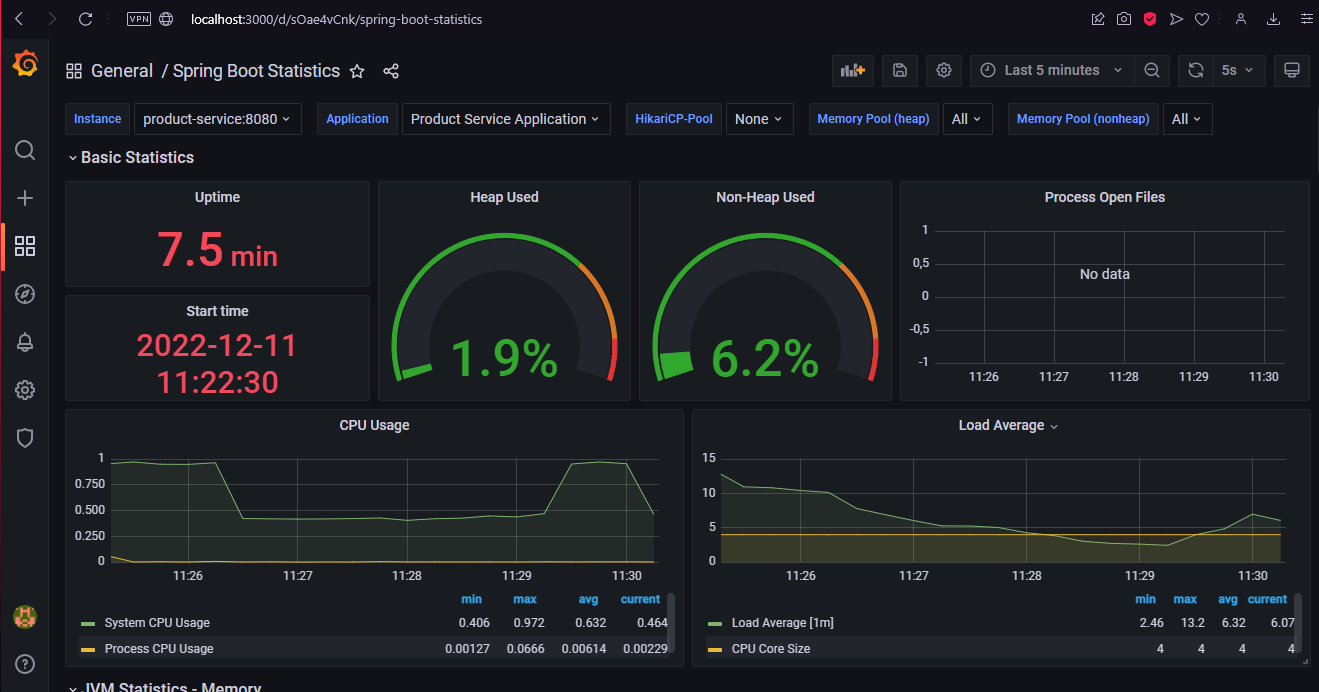 VPN localhost:3000/d/sOae4vCnk/spring-boot-statistics
General / Spring Boot Statistics
Last 5 minutes
5s
Instance product-service:8080 Application Product Service Application HikariCP-Pool None Memory Pool (heap) All Memory Pool (nonheap) All
Basic Statistics
Uptime
7.5 min
Start time
2022-12-11
11:22:30
Heap Used
1.9%
Non-Heap Used
6.2%
Process Open Files
1
0,5
0
-0,5
-1
No data
11:26 11:27 11:28 11:29 11:30
CPU Usage
1
0.750
0.500
0.250
0
11:26 11:27 11:28 11:29 11:30
min max avg current
System CPU Usage 0.406 0.972 0.632 0.464
Process CPU Usage 0.00127 0.0666 0.00614 0.00229
Load Average
15
10
5
0
11:26 11:27 11:28 11:29 11:30
min max avg current
Load Average [1m] 2.46 13.2 6.32 6.07
CPU Core Size 4 4 4 4
JVM Statistics - Memory